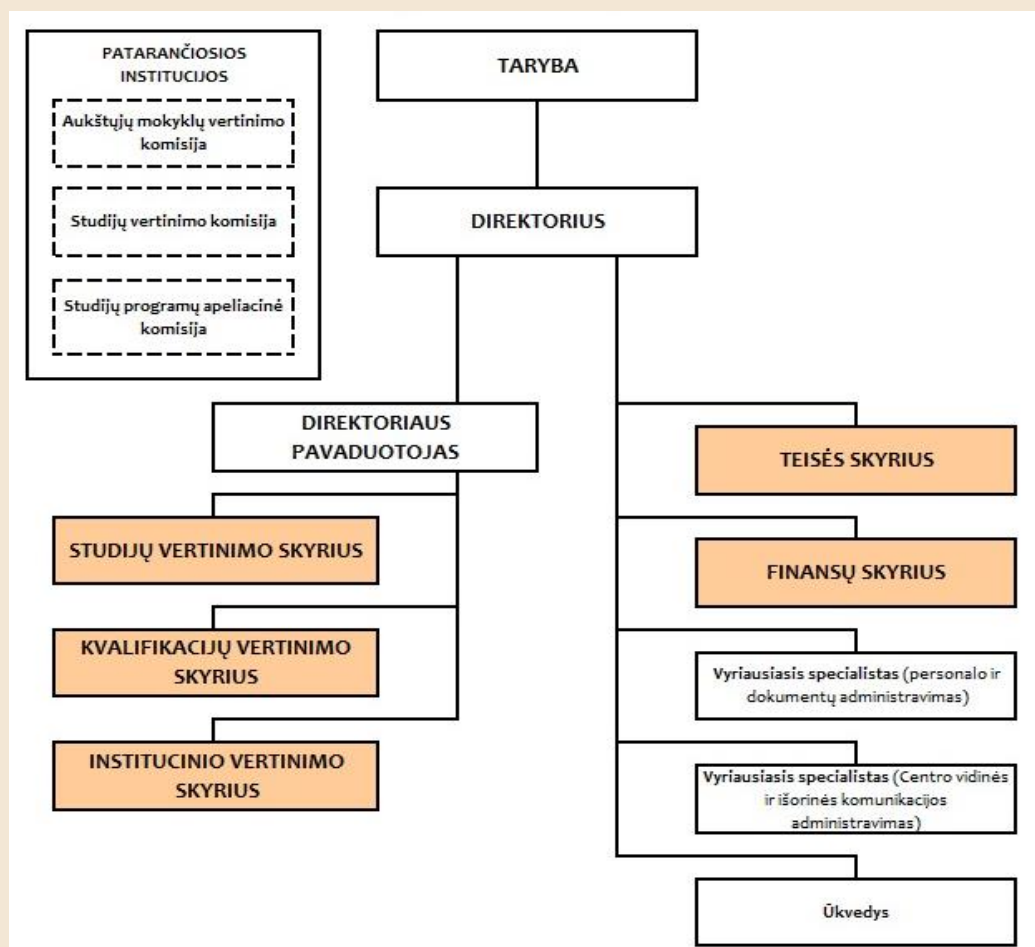 PATARANČIOSIOS
INSTITUCIJOS
Aukštųjų mokyklų vertinimo
komisija
Studijų vertinimo komisija
Studijų programų apeliacinė
komisija
TARYBA
DIREKTORIUS
DIREKTORIAUS
PAVADUOTOJAS
STUDIJŲ VERTINIMO SKYRIUS
KVALIFIKACIJŲ VERTINIMO
SKYRIUS
INSTITUCINIO VERTINIMO
SKYRIUS
TEISĖS SKYRIUS
FINANSŲ SKYRIUS
Vyriausiasis specialistas (personalo ir
dokumentų administravimas)
Vyriausiasis specialistas (Centro vidinės
ir išorinės komunikacijos
administravimas)
Ūkvedys